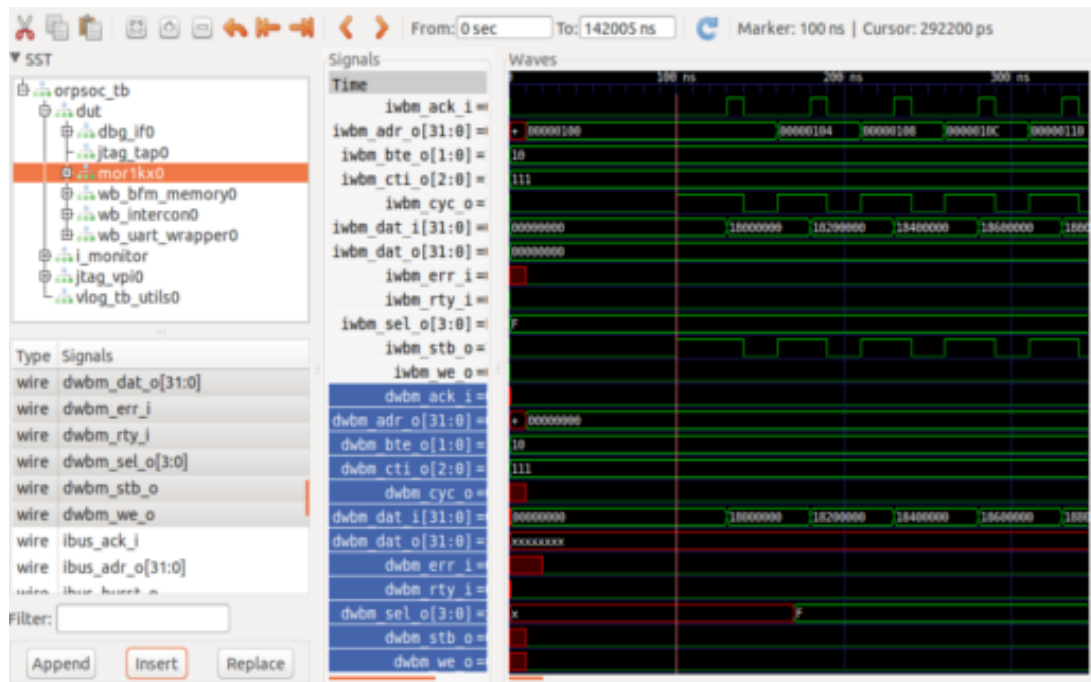 From: 0 sec To: 142005 ns Marker: 100 ns | Cursor: 292200 ps
SST
orpsoc_tb
dut
dbg_if0
jtag_tap0
mor1kx0
wb_bfm_memory0
wb_intercon0
wb_uart_wrapper0
i_monitor
jtag_vpi0
vlog_tb_utils0
Type Signals
wire dwbm_dat_o[31:0]
wire dwbm_err_i
wire dwbm_rty_i
wire dwbm_sel_o[3:0]
wire dwbm_stb_o
wire dwbm_we_o
wire ibus_ack_i
wire ibus_adr_o[31:0]
wire ibus_burst_o
Filter:
Append Insert Replace
Signals
Time
iwbm_ack_i=
iwbm_adr_o[31:0]=
iwbm_bte_o[1:0]=
iwbm_cti_o[2:0]=
iwbm_cyc_o=
iwbm_dat_i[31:0]=
iwbm_dat_o[31:0]=
iwbm_err_i=
iwbm_rty_i=
iwbm_sel_o[3:0]=
iwbm_stb_o=
iwbm_we_o=
dwbm_ack_i=
dwbm_adr_o[31:0]=
dwbm_bte_o[1:0]=
dwbm_cti_o[2:0]=
dwbm_cyc_o=
dwbm_dat_i[31:0]=
dwbm_dat_o[31:0]=
dwbm_err_i=
dwbm_rty_i=
dwbm_sel_o[3:0]=
dwbm_stb_o=
dwbm_we_o=
Waves
100 ns 200 ns 300 ns
+ 00000100 00000104 00000108 0000010C 00000110
10
111
00000000 18000000 18200000 18400000 18600000 1880
00000000
F
+ 00000000
10
111
00000000 18000000 18200000 18400000 18600000 1880
xxxxxxxx
x F